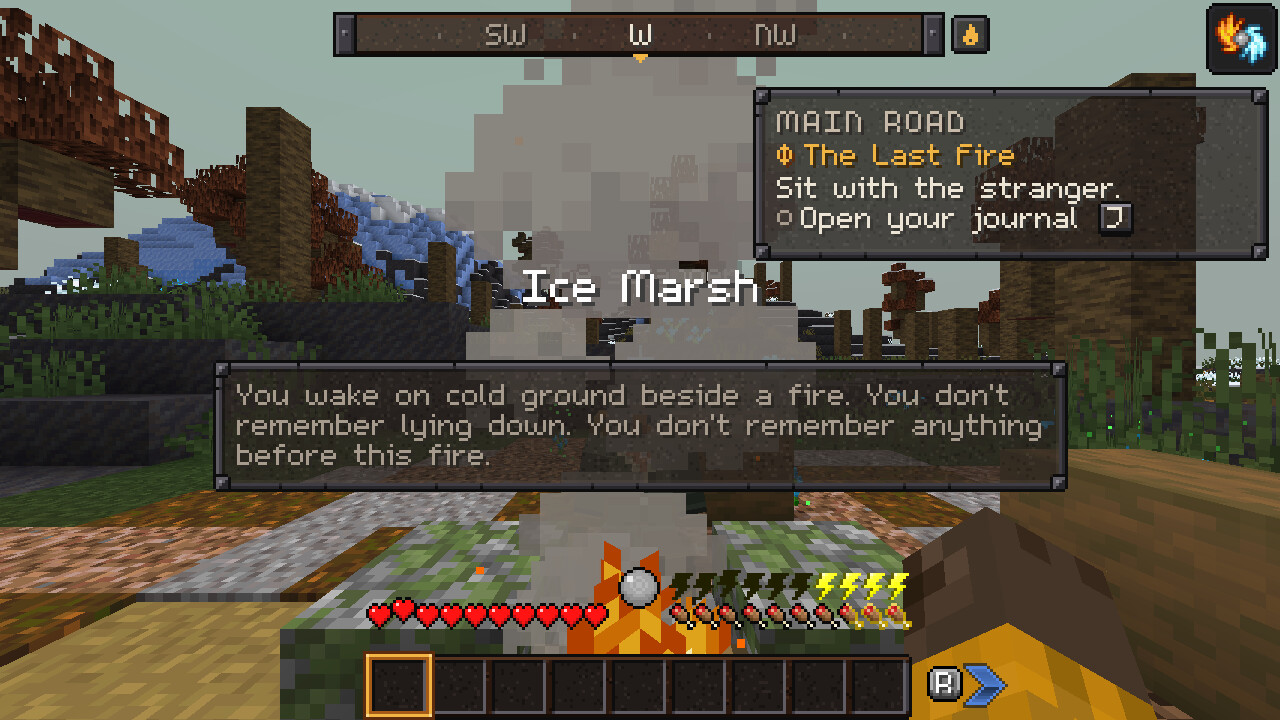 SW W NW
MAIN ROAD
The Last Fire
Sit with the stranger.
Open your journal J
Ice Marsh
You wake on cold ground beside a fire. You don't
remember lying down. You don't remember anything
before this fire.
R